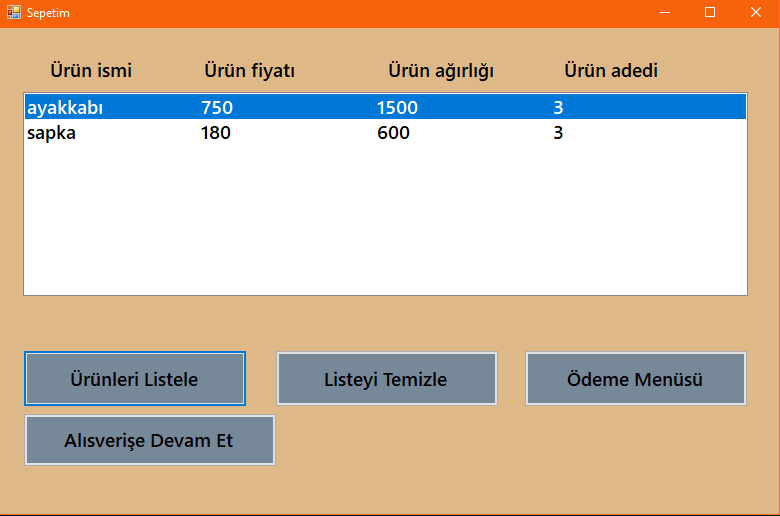 Sepetim
Ürün ismi Ürün fiyatı Ürün ağırlığı Ürün adedi
ayakkabı 750 1500 3
sapka 180 600 3
Ürünleri Listele Listeyi Temizle Ödeme Menüsü
Alısverişe Devam Et